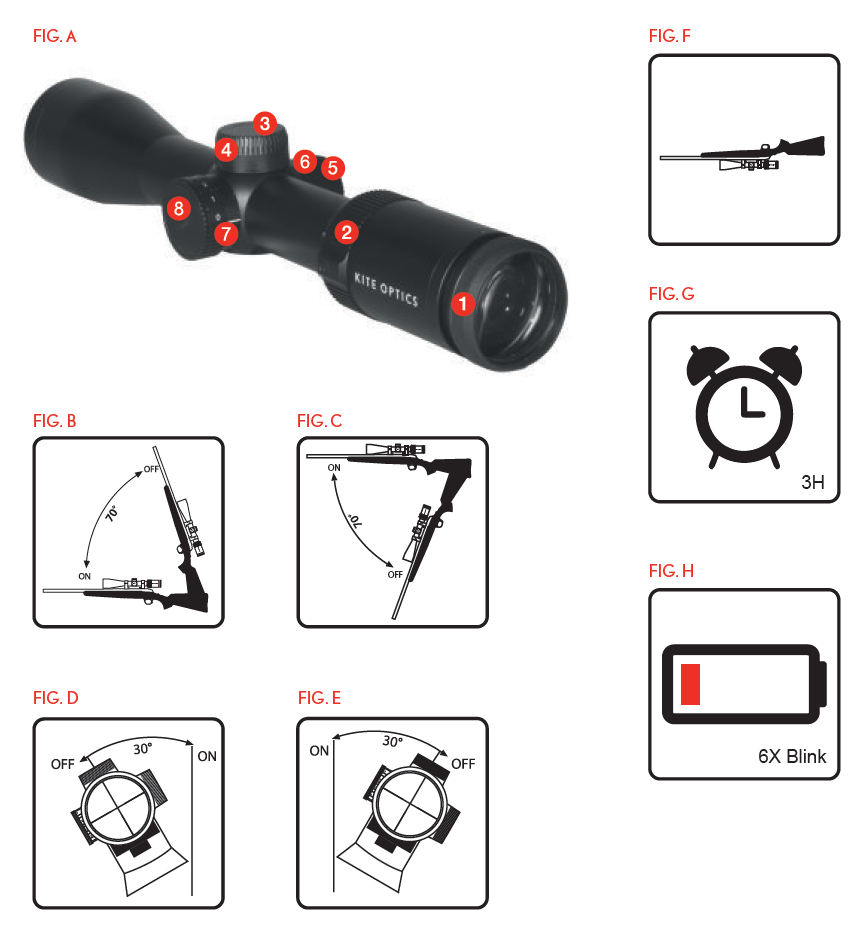 FIG. A
3
4
6
5
8
7
2
KITE OPTICS
1
FIG. B
OFF
70°
ON
FIG. C
ON
70°
OFF
FIG. D
OFF
30°
ON
FIG. E
ON
30°
OFF
FIG. F
FIG. G
3H
FIG. H
6X Blink